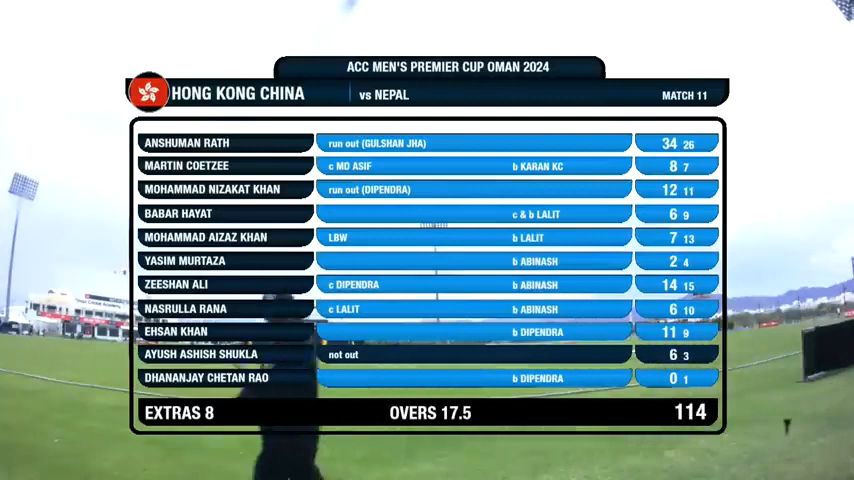 ACC MEN'S PREMIER CUP OMAN 2024
HONG KONG CHINA vs NEPAL MATCH 11
ANSHUMAN RATH run out (GULSHAN JHA) 34 26
MARTIN COETZEE c MD ASIF b KARAN KC 8 7
MOHAMMAD NIZAKAT KHAN run out (DIPENDRA) 12 11
BABAR HAYAT c & b LALIT 6 9
MOHAMMAD AIZAZ KHAN LBW b LALIT 7 13
YASIM MURTAZA b ABINASH 2 4
ZEESHAN ALI c DIPENDRA b ABINASH 14 15
NASRULLA RANA c LALIT b ABINASH 6 10
EHSAN KHAN b DIPENDRA 11 9
AYUSH ASHISH SHUKLA not out 6 3
DHANANJAY CHETAN RAO b DIPENDRA 0 1
EXTRAS 8 OVERS 17.5 114